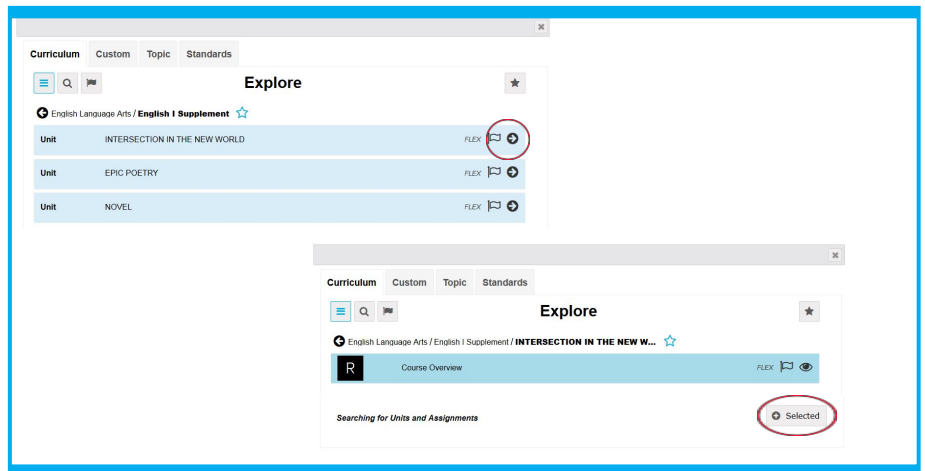 Curriculum Custom Topic Standards
Explore
English Language Arts / English I Supplement
Unit INTERSECTION IN THE NEW WORLD FLEX
Unit EPIC POETRY FLEX
Unit NOVEL FLEX
Curriculum Custom Topic Standards
Explore
English Language Arts / English I Supplement / INTERSECTION IN THE NEW W...
R Course Overview FLEX
Searching for Units and Assignments Selected